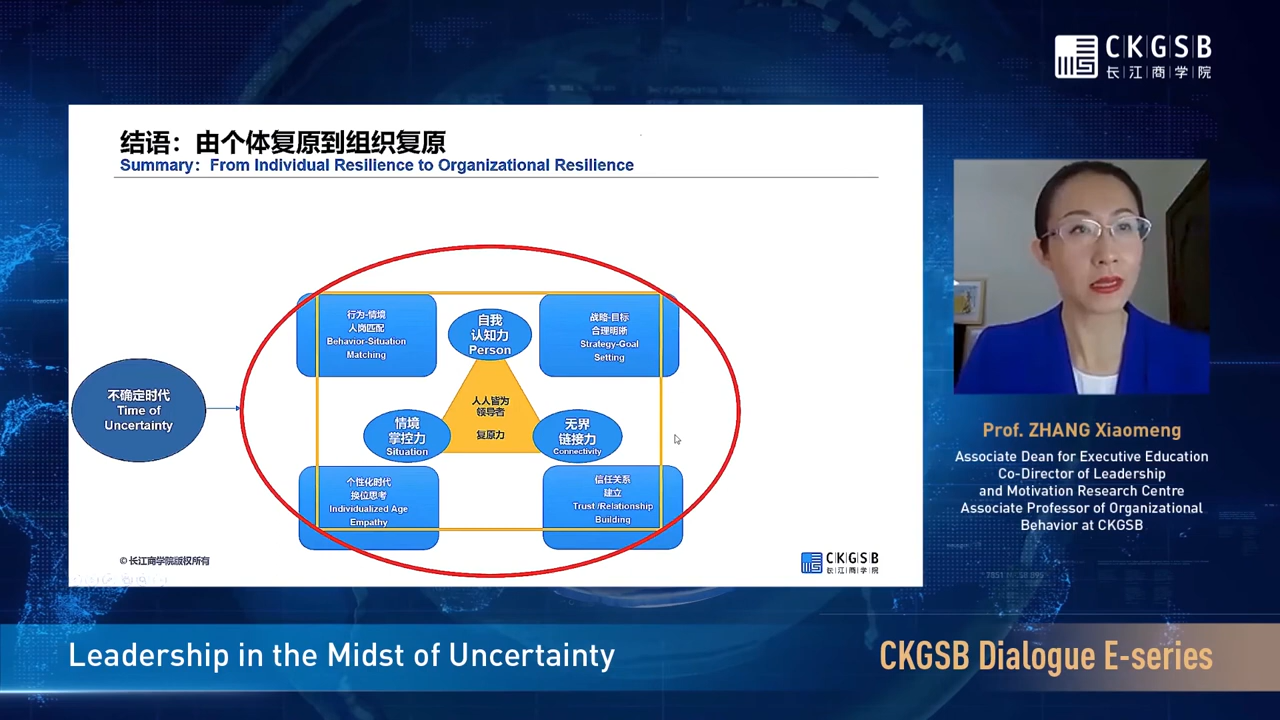 CKGSB
长江商学院
结语：由个体复原到组织复原
Summary：From Individual Resilience to Organizational Resilience
行为-情境
人岗匹配
Behavior-Situation
Matching
自我
认知力
Person
战略-目标
合理明晰
Strategy-Goal
Setting
不确定时代
Time of
Uncertainty
人人皆为
领导者
复原力
情境
掌控力
Situation
无界
链接力
Connectivity
个性化时代
换位思考
Individualized Age
Empathy
信任关系
建立
Trust /Relationship
Building
© 长江商学院版权所有
CKGSB
长江商学院
Prof. ZHANG Xiaomeng
Associate Dean for Executive Education
Co-Director of Leadership
and Motivation Research Centre
Associate Professor of Organizational
Behavior at CKGSB
Leadership in the Midst of Uncertainty
CKGSB Dialogue E-series